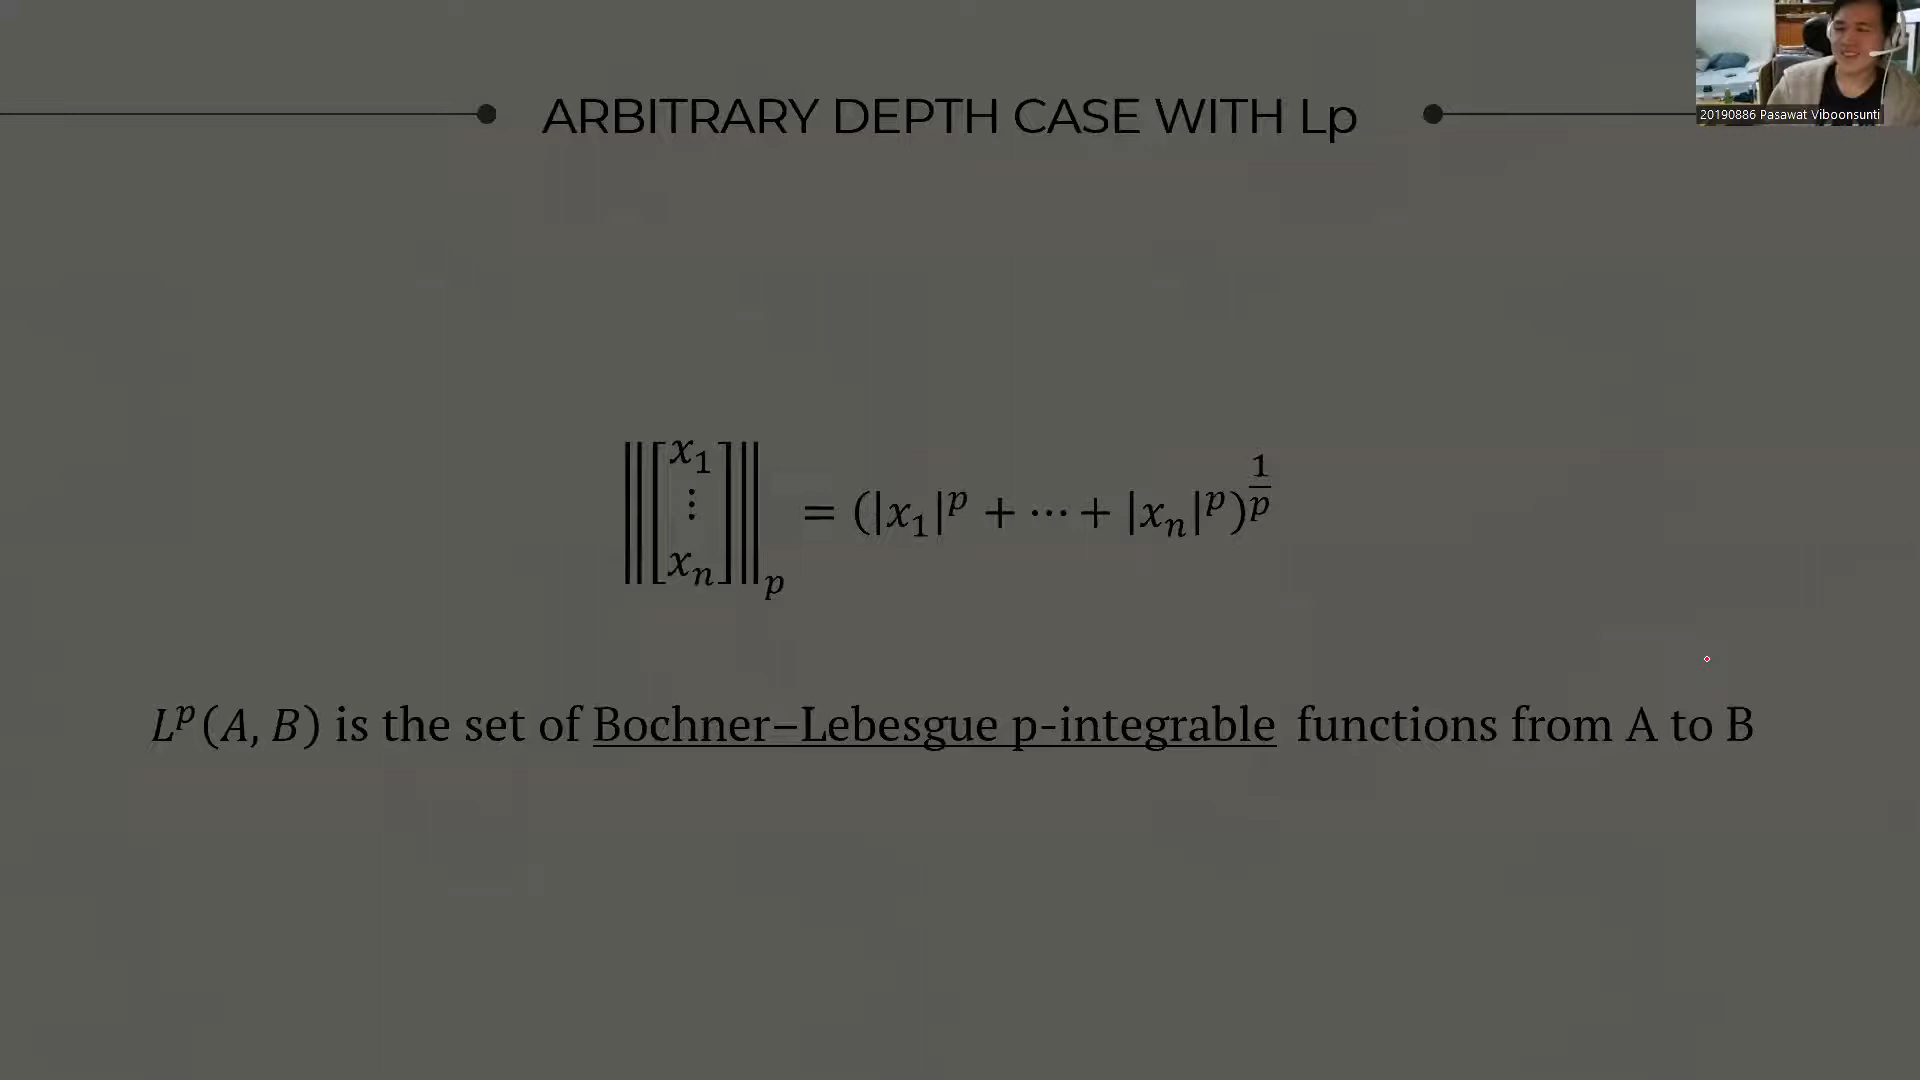 ARBITRARY DEPTH CASE WITH Lp
20190886 Pasawat Viboonsunti
‖[x₁ ⋮ xₙ]‖ₚ = (|x₁|ᵖ + ⋯ + |xₙ|ᵖ)^(1/p)
Lᵖ(A, B) is the set of Bochner–Lebesgue p-integrable functions from A to B